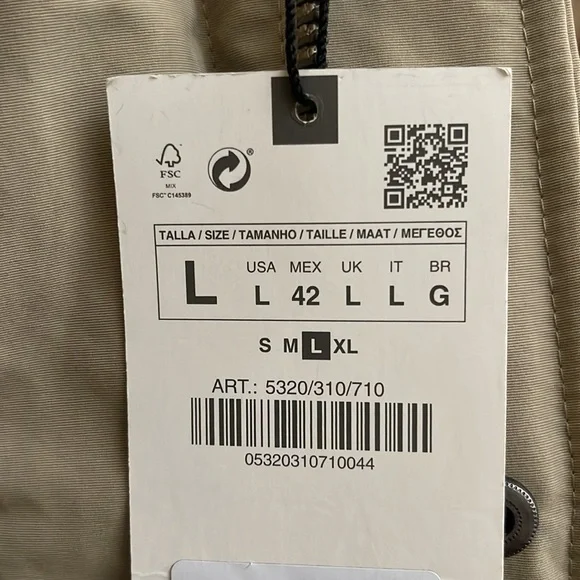 FSC
MIX
FSC® C145389
®
TALLA / SIZE / TAMANHO / TAILLE / MAAT / ΜΕΓΕΘΟΣ
L
USA MEX UK IT BR
L 42 L L G
S M L XL
ART.: 5320/310/710
05320310710044